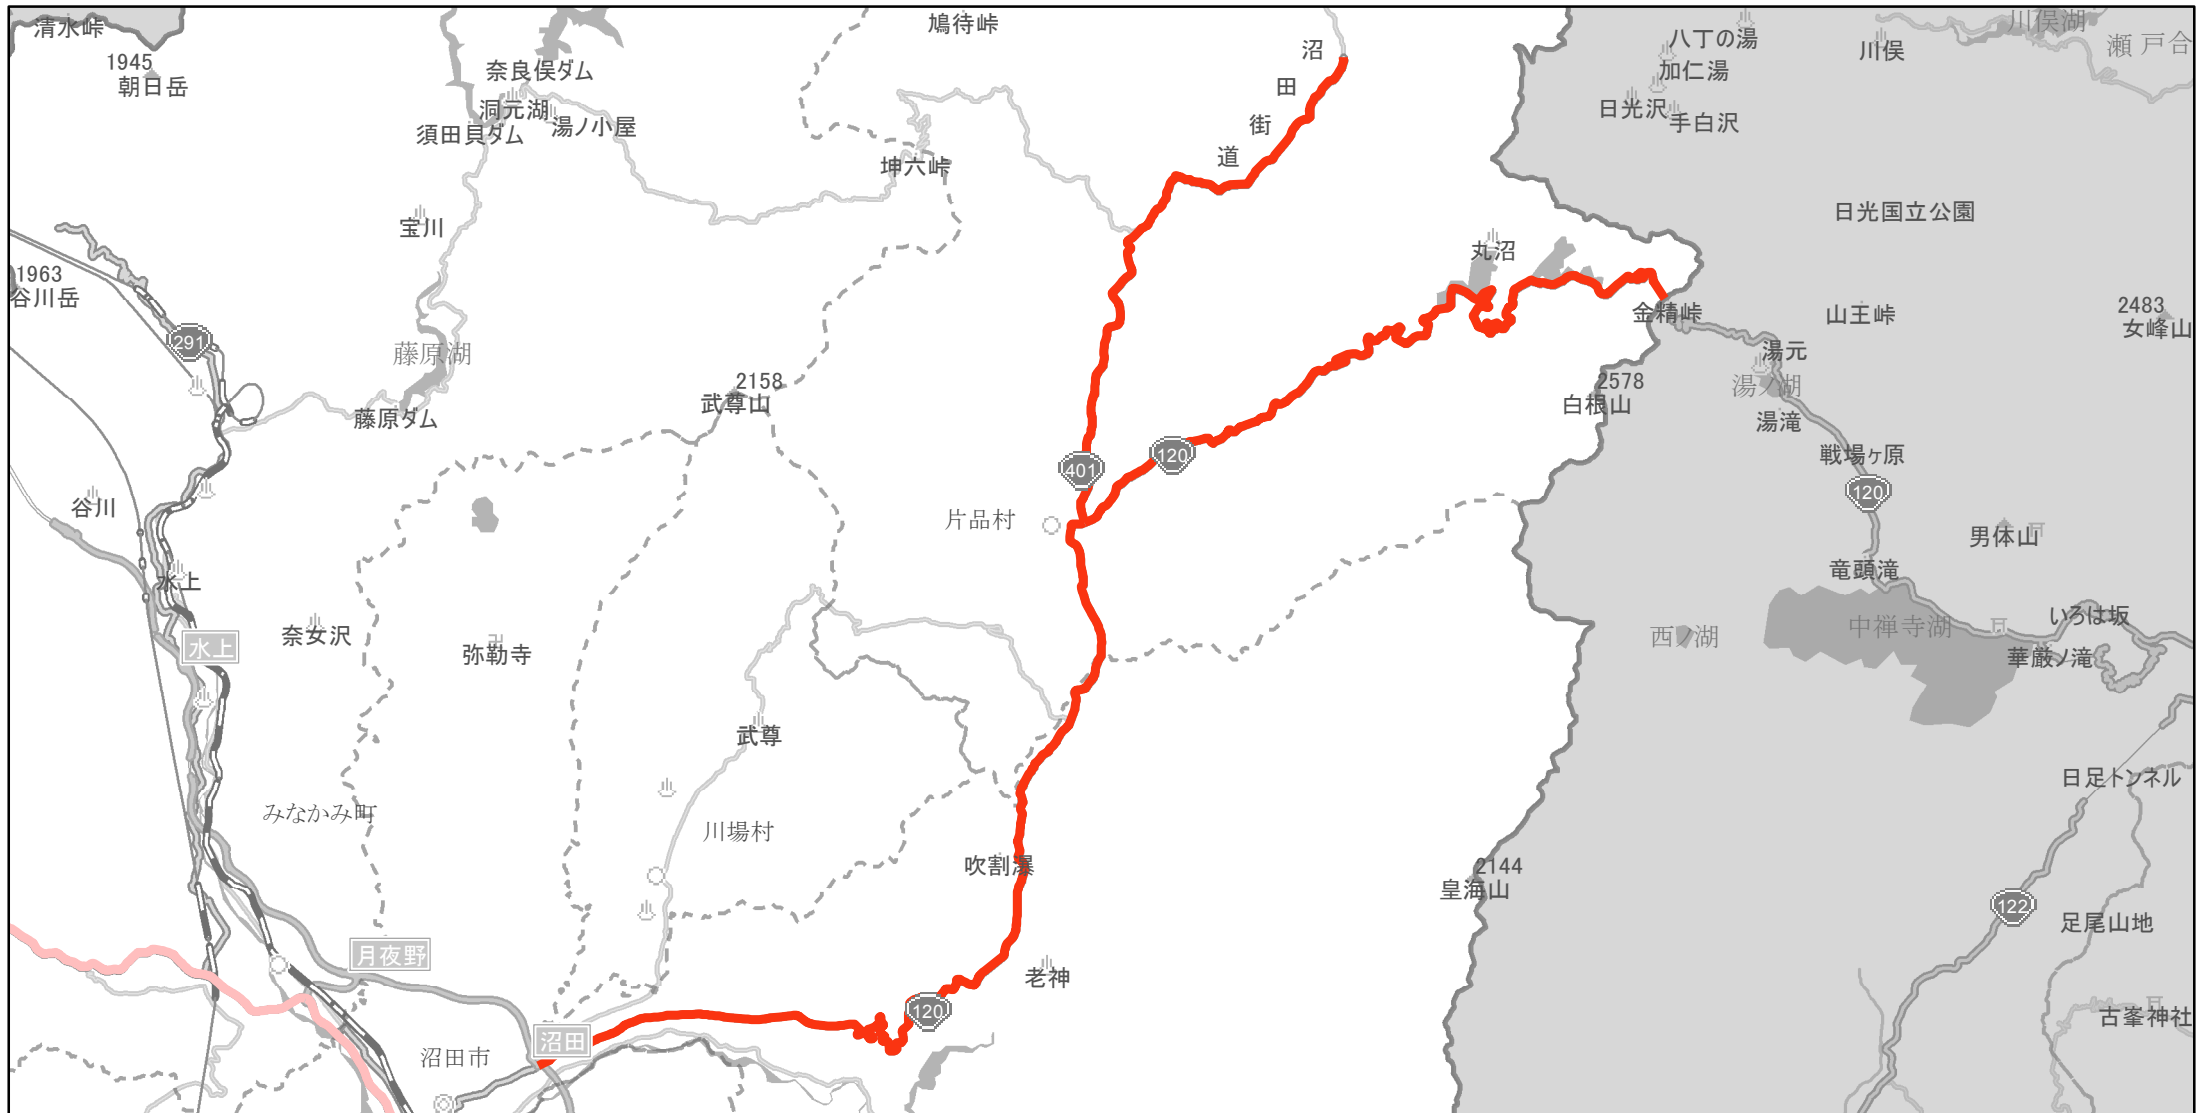 清水峠
1945
朝日岳
奈良俣ダム
洞元湖
須田貝ダム
湯ノ小屋
鳩待峠
坤六峠
沼
田
街
道
八丁の湯
加仁湯
日光沢
手白沢
川俣
川俣湖
瀬戸合
宝川
日光国立公園
丸沼
1963
谷川岳
291
藤原湖
藤原ダム
2158
武尊山
金精峠
山王峠
2483
女峰山
湯元
湯ノ湖
湯滝
2578
白根山
戦場ヶ原
120
401
120
谷川
片品村
男体山
水上
水上
奈女沢
弥勒寺
竜頭滝
中禅寺湖
西ノ湖
いろは坂
華厳ノ滝
武尊
みなかみ町
川場村
日足トンネル
吹割瀑
2144
皇海山
122
足尾山地
月夜野
老神
120
沼田
沼田市
古峯神社